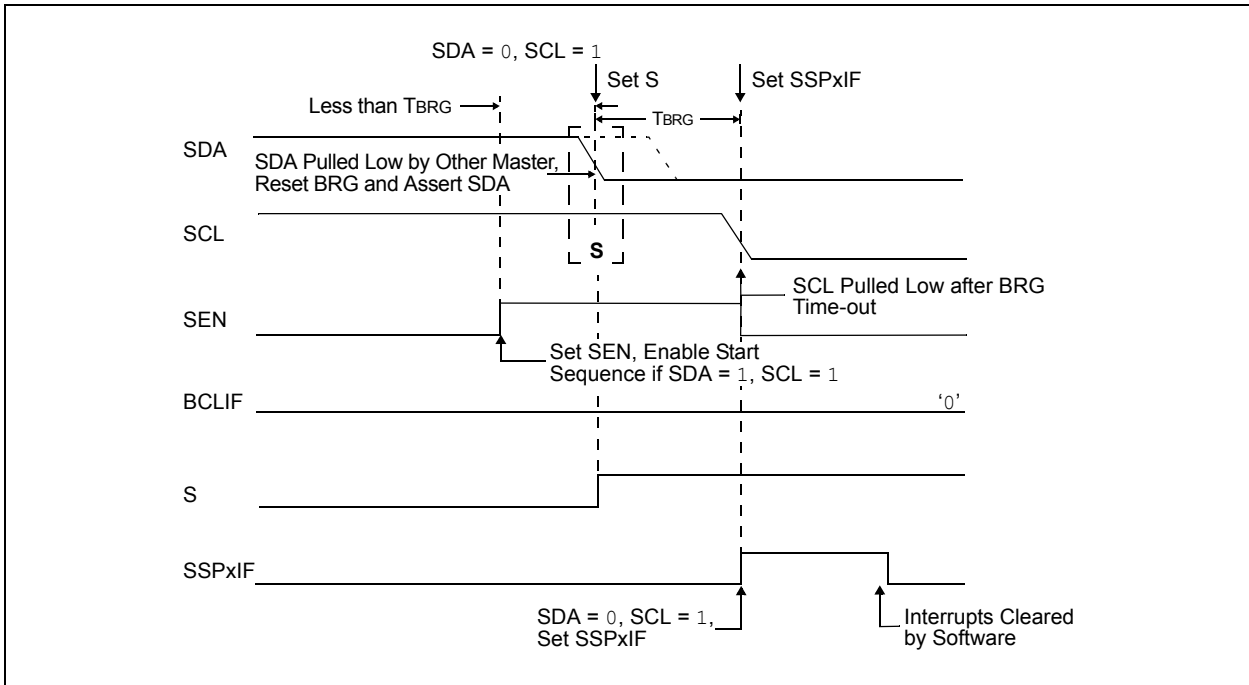 SDA = 0, SCL = 1
Set S
Set SSPxIF
Less than TBRG
TBRG
SDA
SDA Pulled Low by Other Master,
Reset BRG and Assert SDA
SCL
S
SCL Pulled Low after BRG
Time-out
SEN
Set SEN, Enable Start
Sequence if SDA = 1, SCL = 1
BCLIF
‘0’
S
SSPxIF
SDA = 0, SCL = 1,
Set SSPxIF
Interrupts Cleared
by Software